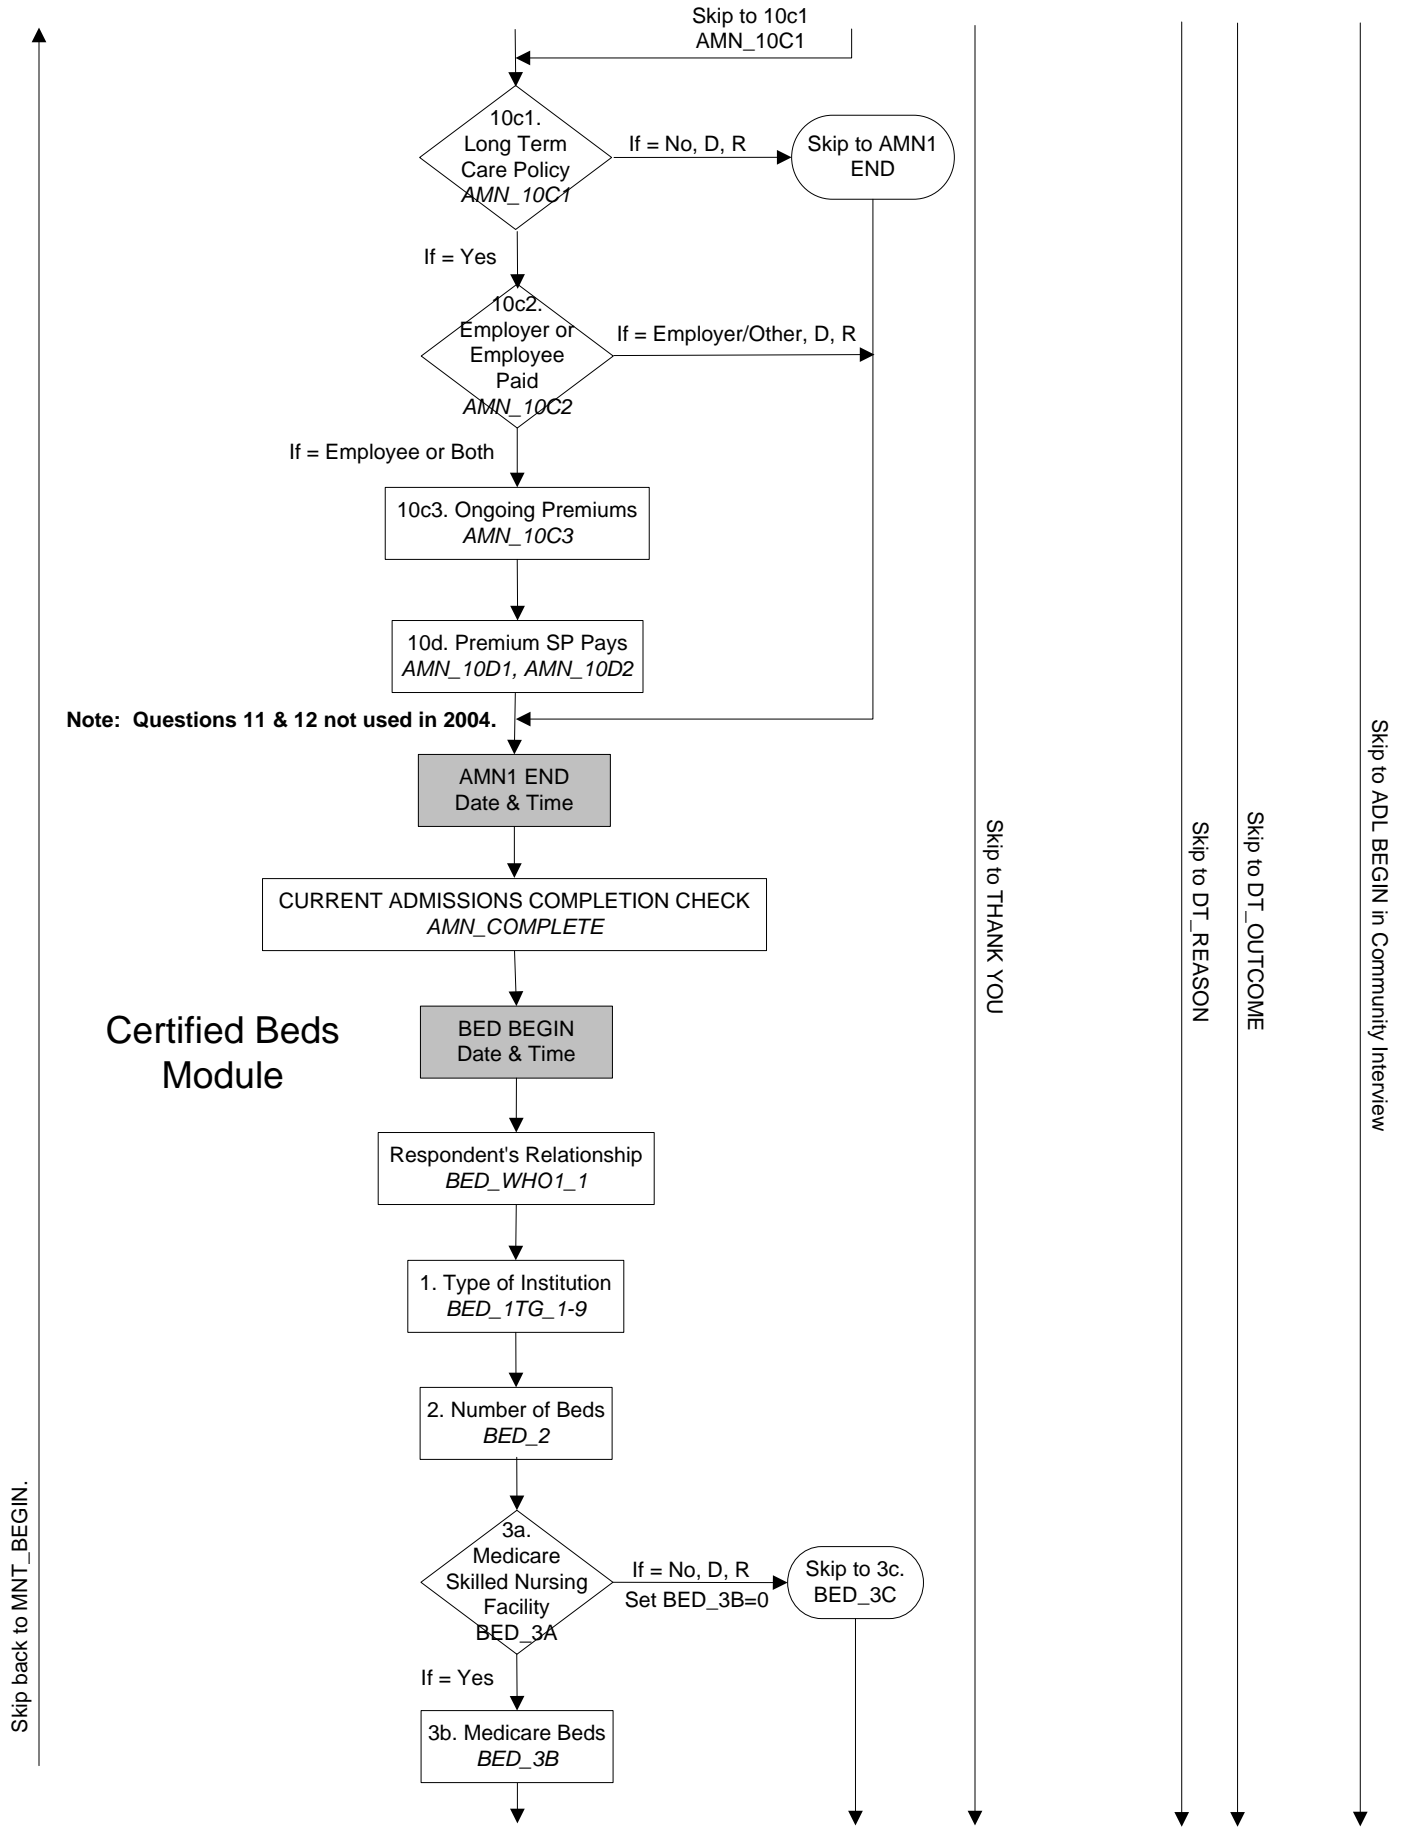 Skip to 10c1
AMN_10C1
10c1.
Long Term
Care Policy
AMN_10C1
If = No, D, R
Skip to AMN1
END
If = Yes
10c2.
Employer or
Employee
Paid
AMN_10C2
If = Employer/Other, D, R
If = Employee or Both
10c3. Ongoing Premiums
AMN_10C3
10d. Premium SP Pays
AMN_10D1, AMN_10D2
Note:  Questions 11 & 12 not used in 2004.
AMN1 END
Date & Time
CURRENT ADMISSIONS COMPLETION CHECK
AMN_COMPLETE
Certified Beds
Module
BED BEGIN
Date & Time
Respondent's Relationship
BED_WHO1_1
1. Type of Institution
BED_1TG_1-9
2. Number of Beds
BED_2
3a.
Medicare
Skilled Nursing
Facility
BED_3A
If = No, D, R
Set BED_3B=0
Skip to 3c.
BED_3C
If = Yes
3b. Medicare Beds
BED_3B
Skip back to MNT_BEGIN.
Skip to THANK YOU
Skip to DT_REASON
Skip to DT_OUTCOME
Skip to ADL BEGIN in Community Interview